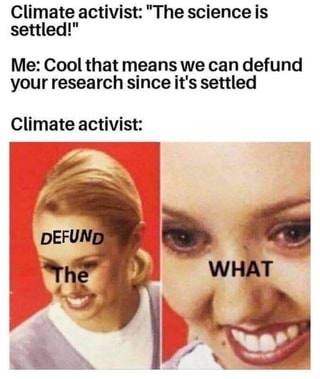 Climate activist: "The science is
settled!"
Me: Cool that means we can defund
your research since it's settled
Climate activist:
DEFUND
The
WHAT